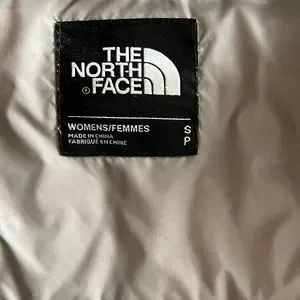 THE
NORTH
FACE
®
WOMENS/FEMMES S
MADE IN CHINA
FABRIQUÉ EN CHINE P